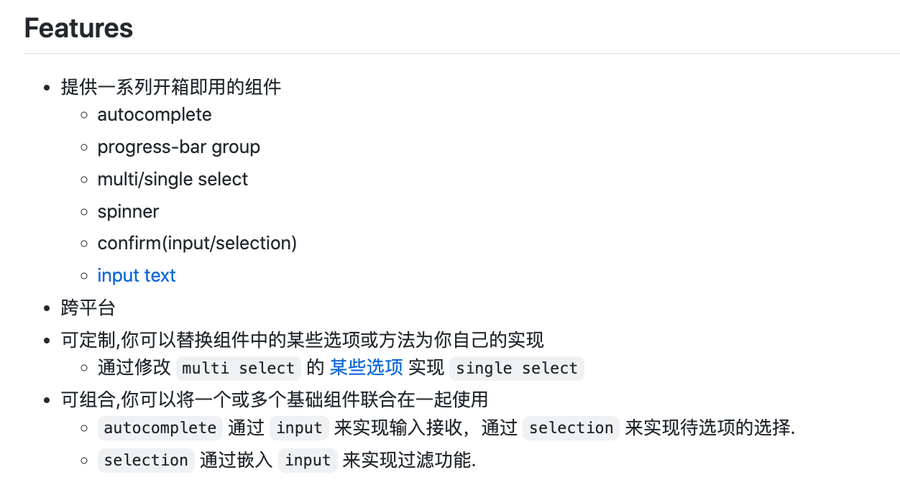 Features
提供一系列开箱即用的组件
autocomplete
progress-bar group
multi/single select
spinner
confirm(input/selection)
input text
跨平台
可定制,你可以替换组件中的某些选项或方法为你自己的实现
通过修改 multi select 的 某些选项 实现 single select
可组合,你可以将一个或多个基础组件联合在一起使用
autocomplete 通过 input 来实现输入接收，通过 selection 来实现待选项的选择.
selection 通过嵌入 input 来实现过滤功能.